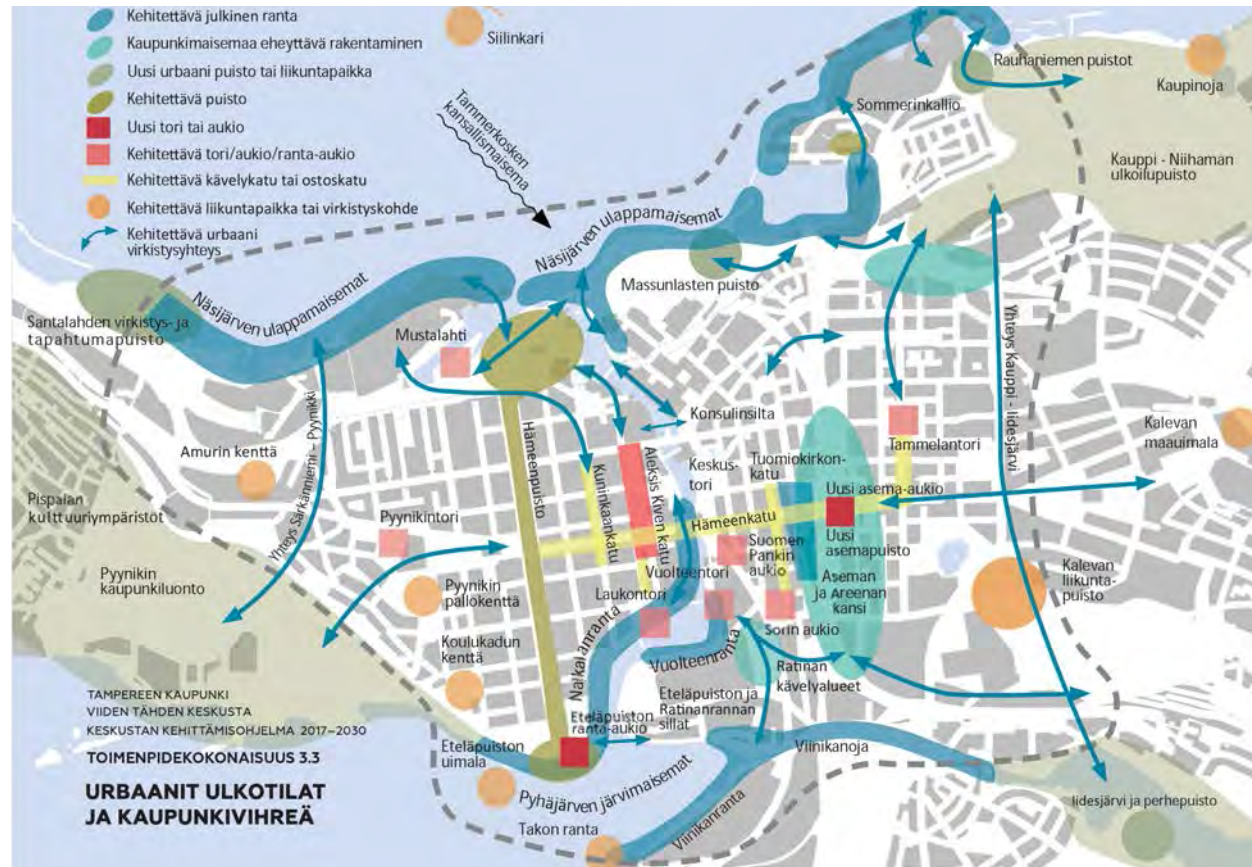 Kehitettävä julkinen ranta
Kaupunkimaisemaa eheyttävä rakentaminen
Uusi urbaani puisto tai liikuntapaikka
Kehitettävä puisto
Uusi tori tai aukio
Kehitettävä tori/aukio/ranta-aukio
Kehitettävä kävelykatu tai ostoskatu
Kehitettävä liikuntapaikka tai virkistyskohde
Kehitettävä urbaani
virkistysyhteys
Siilinkari
Tammerkosken
kansallismaisema
Rauhaniemen puistot
Kaupinoja
Sommerinkallio
Kauppi - Niihaman
ulkoilupuisto
Näsijärven ulappamaisemat
Massunlasten puisto
Näsijärven ulappamaisemat
Santalahden virkistys- ja
tapahtumapuisto
Mustalahti
Yhteys Särkänniemi – Pyynikki
Yhteys Kauppi - Iidesjärvi
Hämeenpuisto
Konsulinsilta
Tammelantori
Kalevan
maauimala
Amurin kenttä
Kuninkaankatu
Aleksis Kiven katu
Keskus-
tori
Tuomiokirkon-
katu
Pispalan
kulttuuriympäristöt
Uusi asema-aukio
Pyynikintori
Hämeenkatu
Uusi
asemapuisto
Suomen
Pankin
aukio
Pyynikin
kaupunkiluonto
Vuolteentori
Aseman
ja Areenan
kansi
Kalevan
liikunta-
puisto
Pyynikin
pallokenttä
Laukontori
Sorin aukio
Koulukadun
kenttä
Nalkalanranta
Vuolteenranta
Ratinan
kävelyalueet
Eteläpuiston ja
Ratinanrannan
sillat
Eteläpuiston
ranta-aukio
Viinikanoja
Eteläpuiston
uimala
Pyhäjärven järvimaisemat
Iidesjärvi ja perhepuisto
Takon ranta
Viinikanranta
TAMPEREEN KAUPUNKI
VIIDEN TÄHDEN KESKUSTA
KESKUSTAN KEHITTÄMISOHJELMA 2017–2030
TOIMENPIDEKOKONAISUUS 3.3
URBAANIT ULKOTILAT
JA KAUPUNKIVIHREÄ